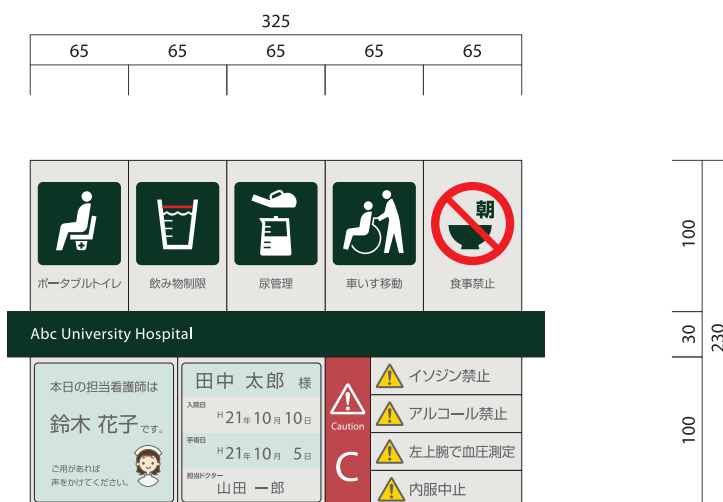 325
65 65 65 65 65
朝
ポータブルトイレ 飲み物制限 尿管理 車いす移動 食事禁止
100
30
230
100
Abc University Hospital
本日の担当看護師は
鈴木 花子です。
ご用があれば
声をかけてください。
田中 太郎 様
入院日
H21年10月10日
手術日
H21年10月 5日
担当ドクター
山田 一郎
Caution
C
イソジン禁止
アルコール禁止
左上腕で血圧測定
内服中止